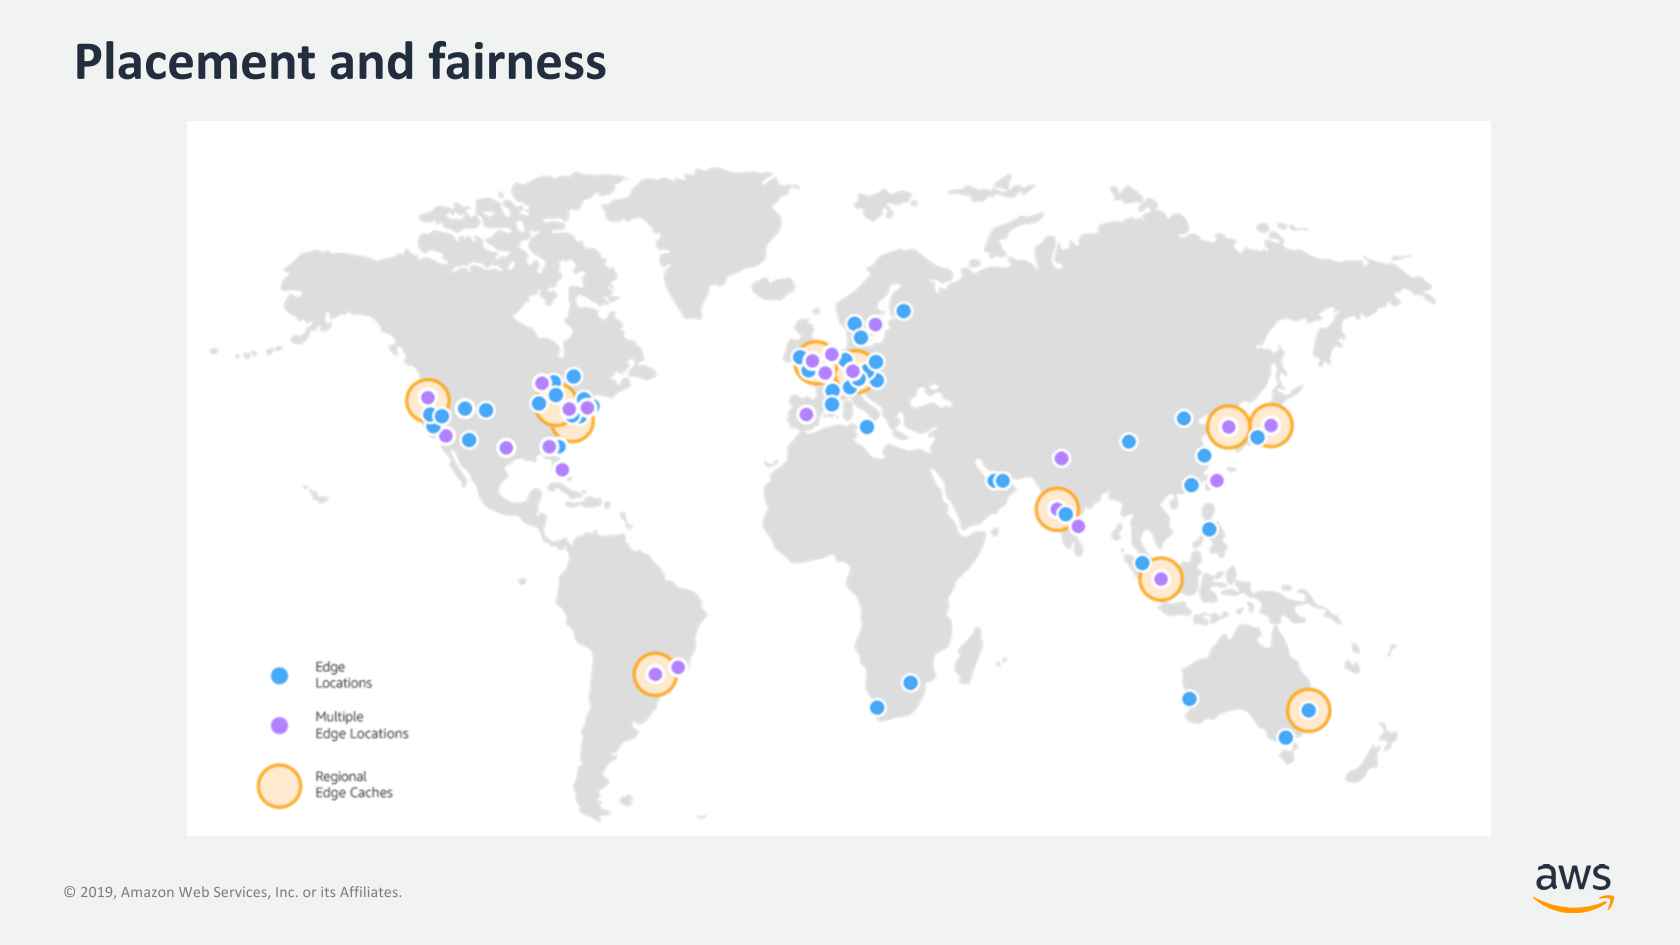 Placement and fairness
Edge
Locations
Multiple
Edge Locations
Regional
Edge Caches
© 2019, Amazon Web Services, Inc. or its Affiliates.
aws